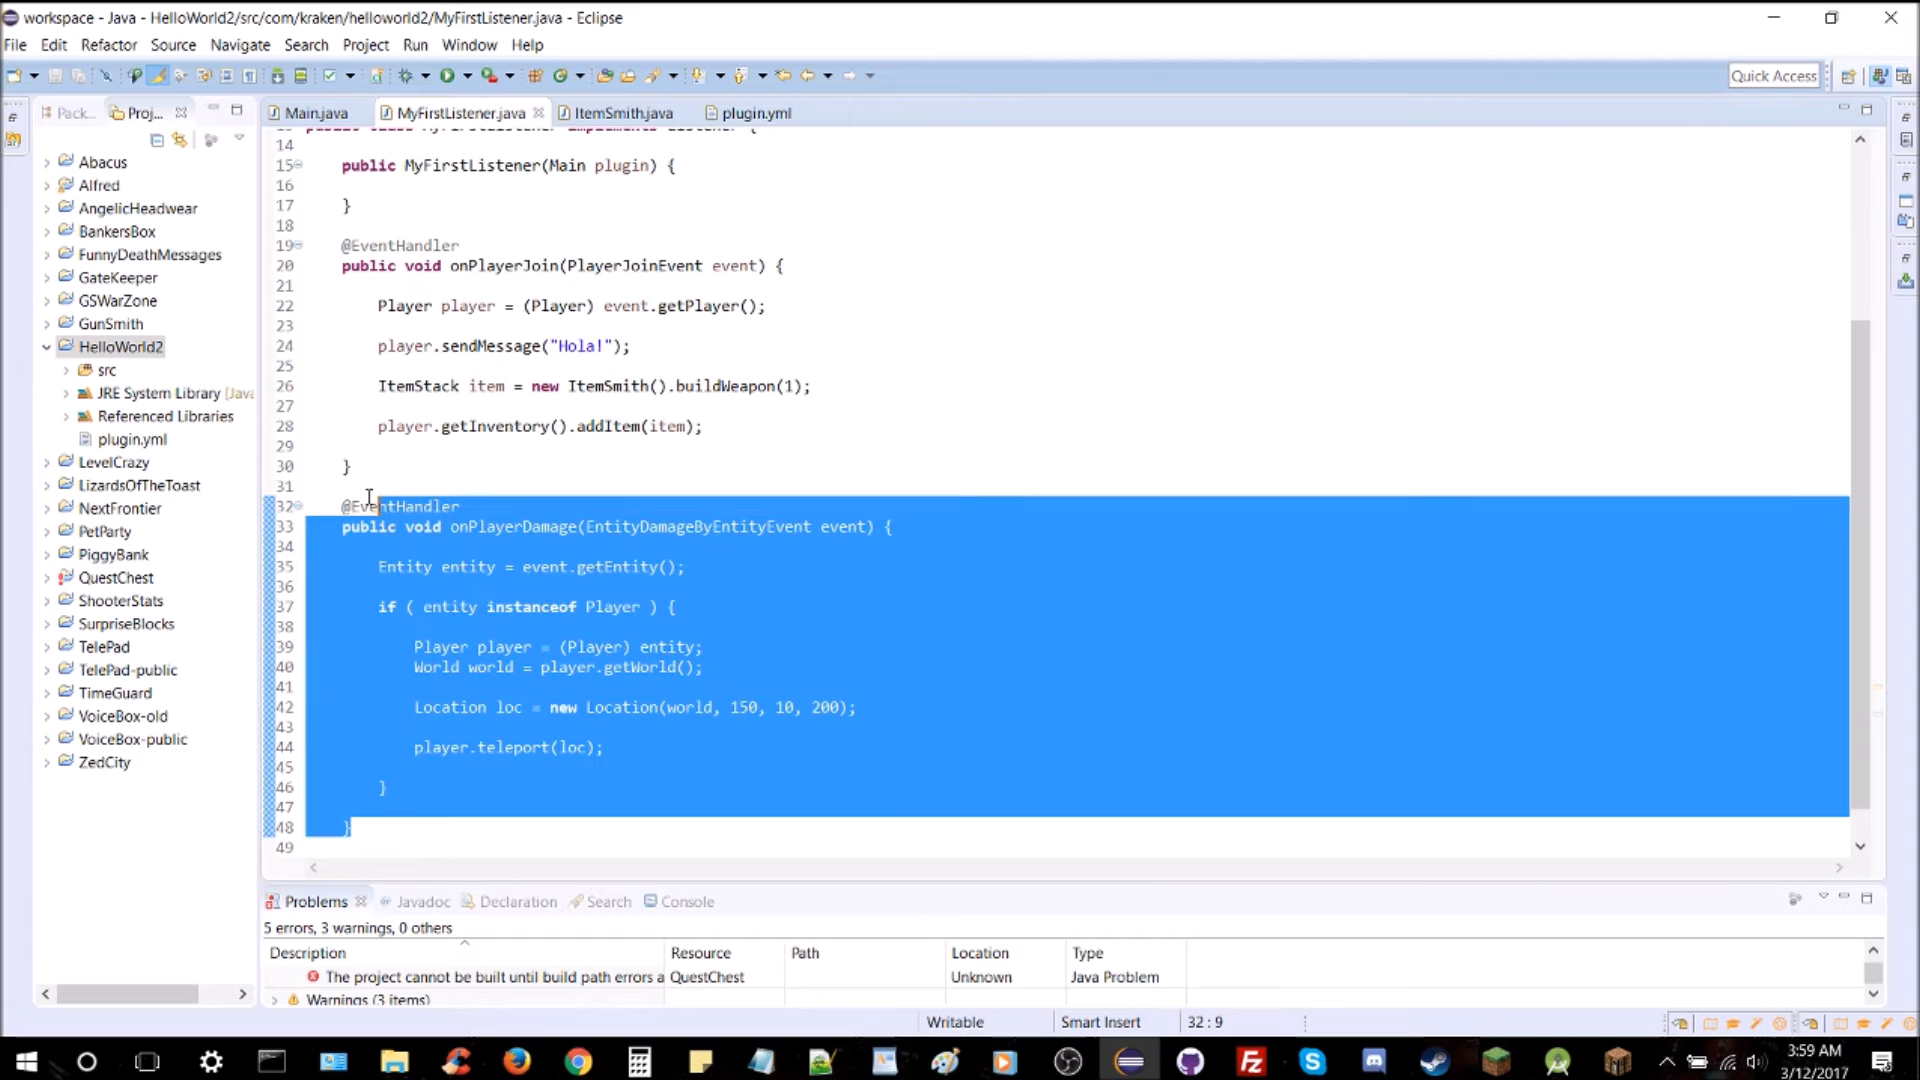 workspace - Java - HelloWorld2/src/com/kraken/helloworld2/MyFirstListener.java - Eclipse
File Edit Refactor Source Navigate Search Project Run Window Help
Quick Access
Pack... Proj...
Main.java MyFirstListener.java ItemSmith.java plugin.yml
Abacus
Alfred
AngelicHeadwear
BankersBox
FunnyDeathMessages
GateKeeper
GSWarZone
GunSmith
HelloWorld2
src
JRE System Library [Java
Referenced Libraries
plugin.yml
LevelCrazy
LizardsOfTheToast
NextFrontier
PetParty
PiggyBank
QuestChest
ShooterStats
SurpriseBlocks
TelePad
TelePad-public
TimeGuard
VoiceBox-old
VoiceBox-public
ZedCity
13 public class MyFirstListener implements Listener {
14
15 public MyFirstListener(Main plugin) {
16
17 }
18
19 @EventHandler
20 public void onPlayerJoin(PlayerJoinEvent event) {
21
22 Player player = (Player) event.getPlayer();
23
24 player.sendMessage("Hola!");
25
26 ItemStack item = new ItemSmith().buildWeapon(1);
27
28 player.getInventory().addItem(item);
29
30 }
31
32 @EventHandler
33 public void onPlayerDamage(EntityDamageByEntityEvent event) {
34
35 Entity entity = event.getEntity();
36
37 if ( entity instanceof Player ) {
38
39 Player player = (Player) entity;
40 World world = player.getWorld();
41
42 Location loc = new Location(world, 150, 10, 200);
43
44 player.teleport(loc);
45
46 }
47
48 }
49
Problems Javadoc Declaration Search Console
5 errors, 3 warnings, 0 others
Description Resource Path Location Type
The project cannot be built until build path errors a QuestChest Unknown Java Problem
Warnings (3 items)
Writable Smart Insert 32 : 9
3:59 AM
3/12/2017